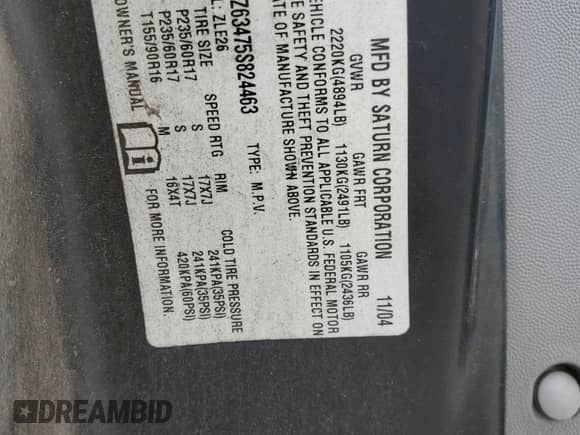 MFD BY SATURN CORPORATION 11/04
GVWR GAWR FRT GAWR RR
2220KG(4894LB) 1130KG(2491LB) 1105KG(2436LB)
VEHICLE CONFORMS TO ALL APPLICABLE U.S. FEDERAL MOTOR
SAFETY AND THEFT PREVENTION STANDARDS IN EFFECT ON
OF MANUFACTURE SHOWN ABOVE.
Z63475S824463 TYPE: M.P.V.
: ZLE26
TIRE SIZE SPEED RTG RIM COLD TIRE PRESSURE
P235/60R17 S 17X7J 241KPA(35PSI)
P235/60R17 S 17X7J 241KPA(35PSI)
T155/90R16 M 16X4T 420KPA(60PSI)
OWNER'S MANUAL FOR MORE INFORMATION
DREAMBID